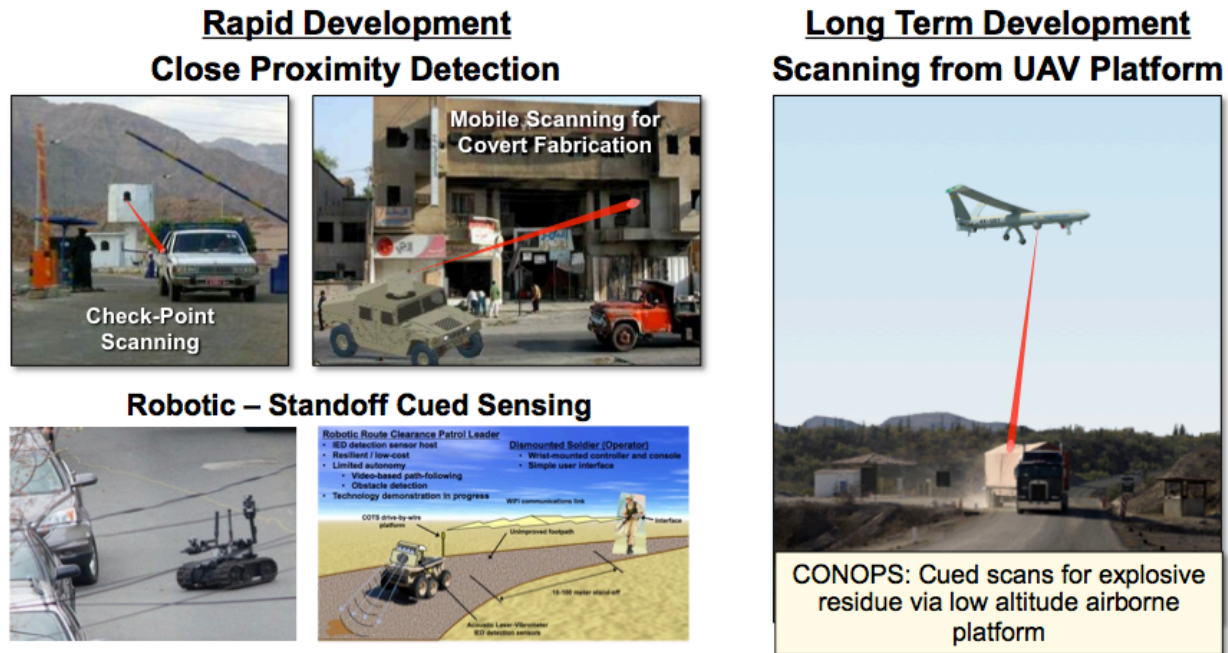 Rapid Development
Close Proximity Detection
Check-Point
Scanning
Mobile Scanning for
Covert Fabrication
Robotic – Standoff Cued Sensing
Robotic Route Clearance Patrol Leader
• IED detection sensor host
• Resilient / low-cost
• Limited autonomy
• Video-based path-following
• Obstacle detection
• Technology demonstration in progress
Dismounted Soldier (Operator)
• Wrist-mounted controller and console
• Simple user interface
WiFi communications link
COTS drive-by-wire
platform
Unimproved footpath
Interface
10-100 meter stand-off
Acoustic Laser-Vibrometer
IED detection sensors
Long Term Development
Scanning from UAV Platform
CONOPS: Cued scans for explosive
residue via low altitude airborne
platform